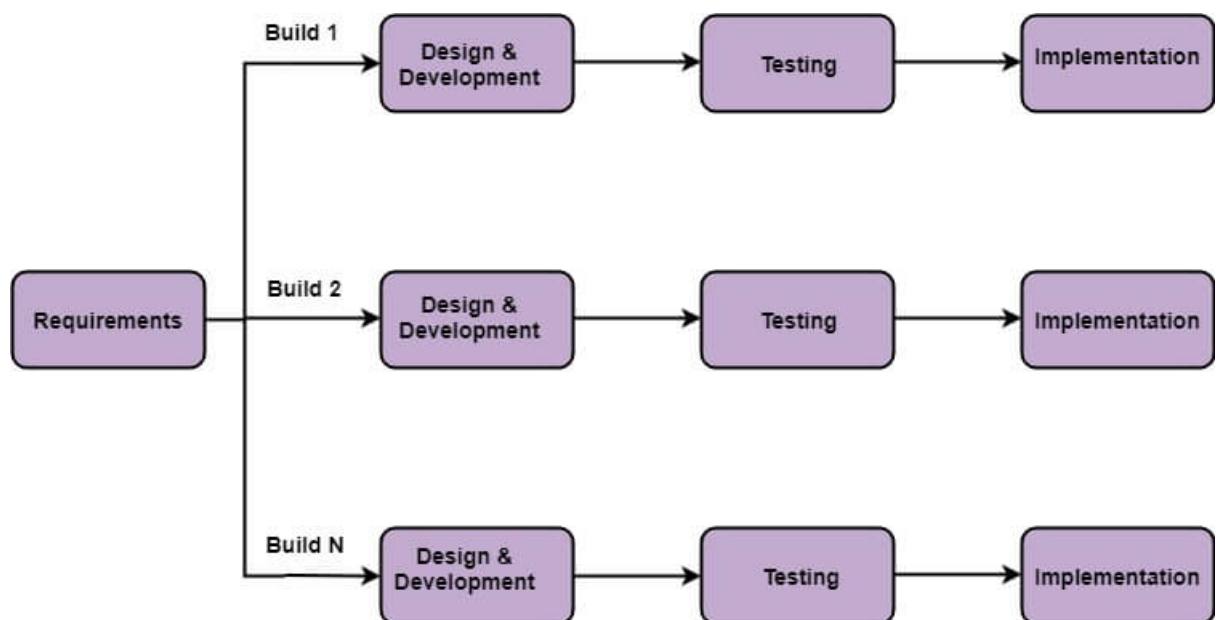 Build 1
Design &
Development
Testing
Implementation
Requirements
Build 2
Design &
Development
Testing
Implementation
Build N
Design &
Development
Testing
Implementation